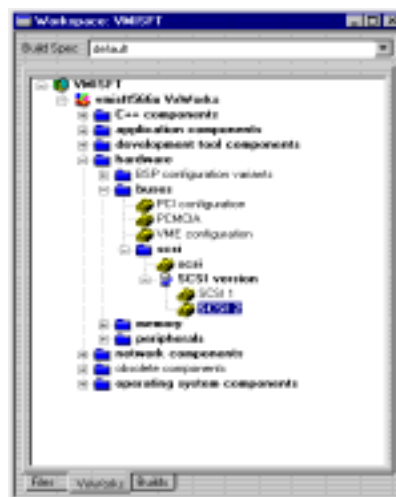 Workspace: VMISFT
Build Spec: default
VMISFT
VxWorks
C++ components
application components
development tool components
hardware
BSP configuration variants
buses
PCI configuration
PCMCIA
VME configuration
scsi
scsi
SCSI version
SCSI 1
SCSI 2
memory
peripherals
network components
obsolete components
operating system components
Files VxWorks Builds